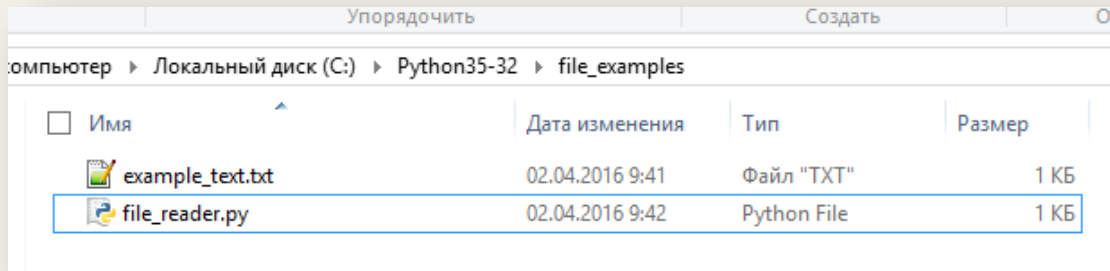 Упорядочить Создать
компьютер Локальный диск (C:) Python35-32 file_examples
Имя Дата изменения Тип Размер
example_text.txt 02.04.2016 9:41 Файл "TXT" 1 КБ
file_reader.py 02.04.2016 9:42 Python File 1 КБ